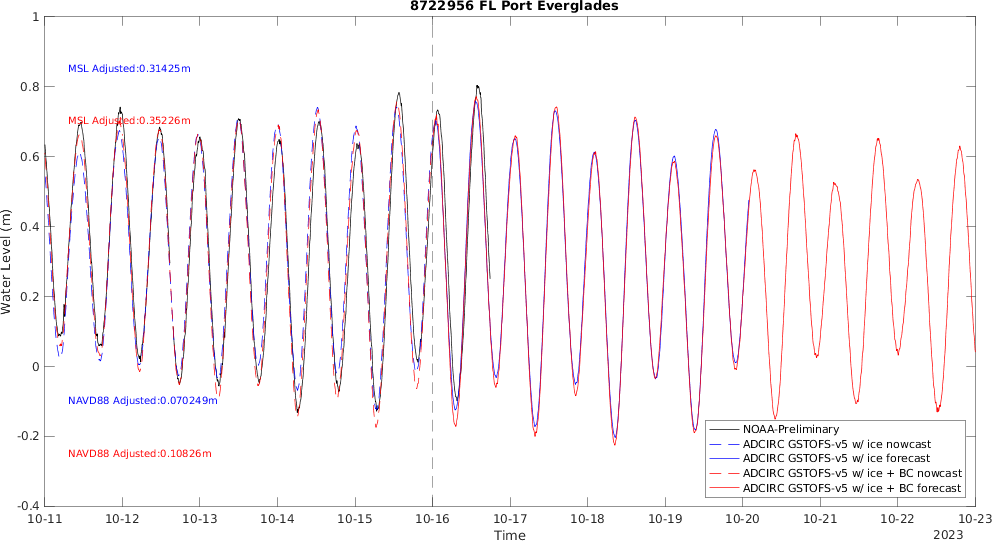 8722956 FL Port Everglades
1
0.8
0.6
0.4
0.2
0
-0.2
-0.4
Water Level (m)
MSL Adjusted:0.31425m
MSL Adjusted:0.35226m
NAVD88 Adjusted:0.070249m
NAVD88 Adjusted:0.10826m
NOAA-Preliminary
ADCIRC GSTOFS-v5 w/ ice nowcast
ADCIRC GSTOFS-v5 w/ ice forecast
ADCIRC GSTOFS-v5 w/ ice + BC nowcast
ADCIRC GSTOFS-v5 w/ ice + BC forecast
10-11 10-12 10-13 10-14 10-15 10-16 10-17 10-18 10-19 10-20 10-21 10-22 10-23
Time
2023